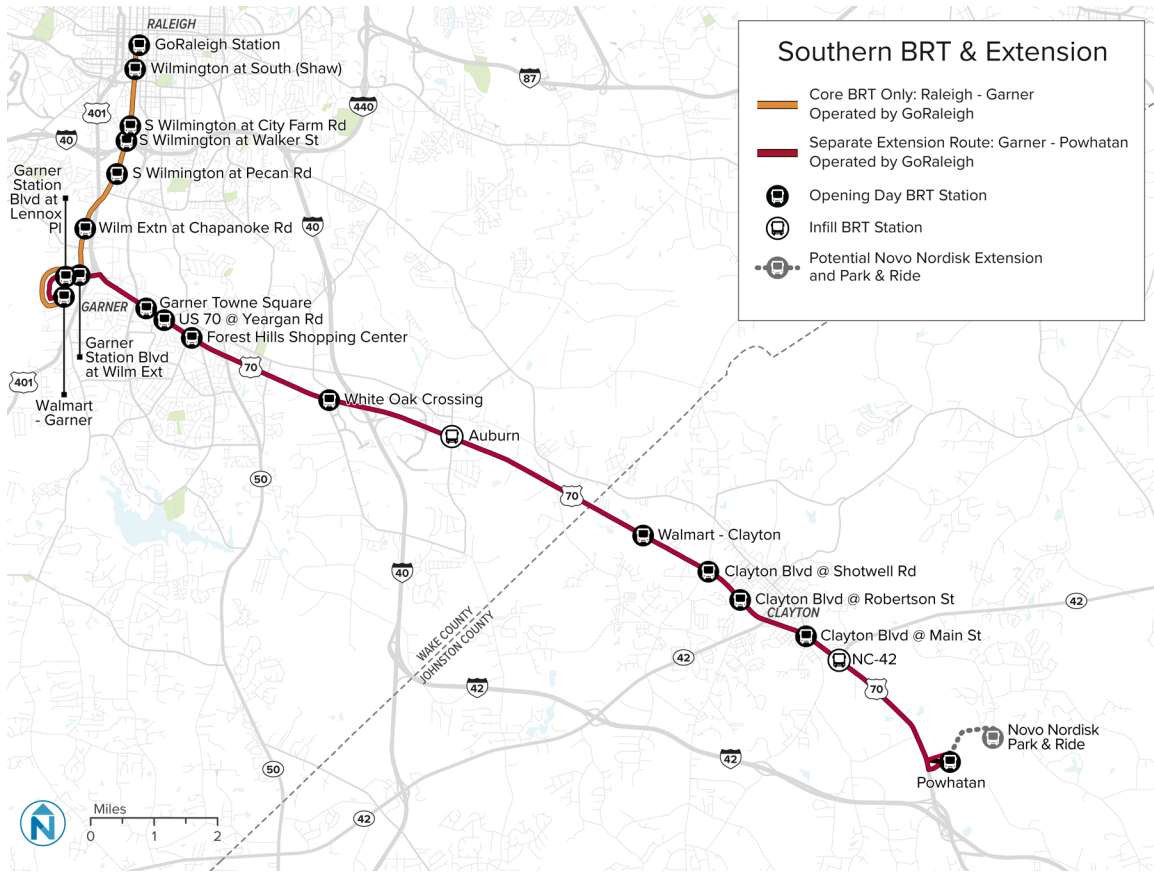 RALEIGH
GoRaleigh Station
Wilmington at South (Shaw)
401
440
87
40
S Wilmington at City Farm Rd
S Wilmington at Walker St
S Wilmington at Pecan Rd
Garner
Station
Blvd at
Lennox
Pl
Wilm Extn at Chapanoke Rd
40
GARNER
Garner Towne Square
US 70 @ Yeargan Rd
Forest Hills Shopping Center
Garner
Station Blvd
at Wilm Ext
70
401
Walmart
- Garner
White Oak Crossing
Auburn
50
70
Walmart - Clayton
Clayton Blvd @ Shotwell Rd
40
Clayton Blvd @ Robertson St
42
CLAYTON
Clayton Blvd @ Main St
WAKE COUNTY
JOHNSTON COUNTY
42
NC-42
42
70
Novo Nordisk
Park & Ride
42
50
Powhatan
42
N
Miles
0
1
2
Southern BRT & Extension
Core BRT Only: Raleigh - Garner
Operated by GoRaleigh
Separate Extension Route: Garner - Powhatan
Operated by GoRaleigh
Opening Day BRT Station
Infill BRT Station
Potential Novo Nordisk Extension
and Park & Ride